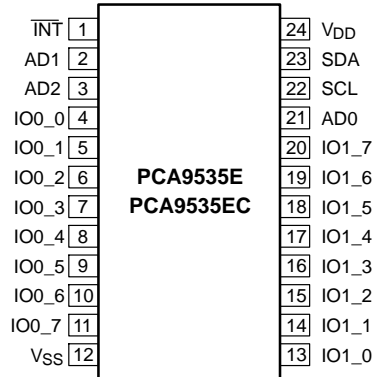 INT 1 24 VDD
AD1 2 23 SDA
AD2 3 22 SCL
IO0_0 4 21 AD0
IO0_1 5 20 IO1_7
IO0_2 6 PCA9535E 19 IO1_6
IO0_3 7 PCA9535EC 18 IO1_5
IO0_4 8 17 IO1_4
IO0_5 9 16 IO1_3
IO0_6 10 15 IO1_2
IO0_7 11 14 IO1_1
VSS 12 13 IO1_0